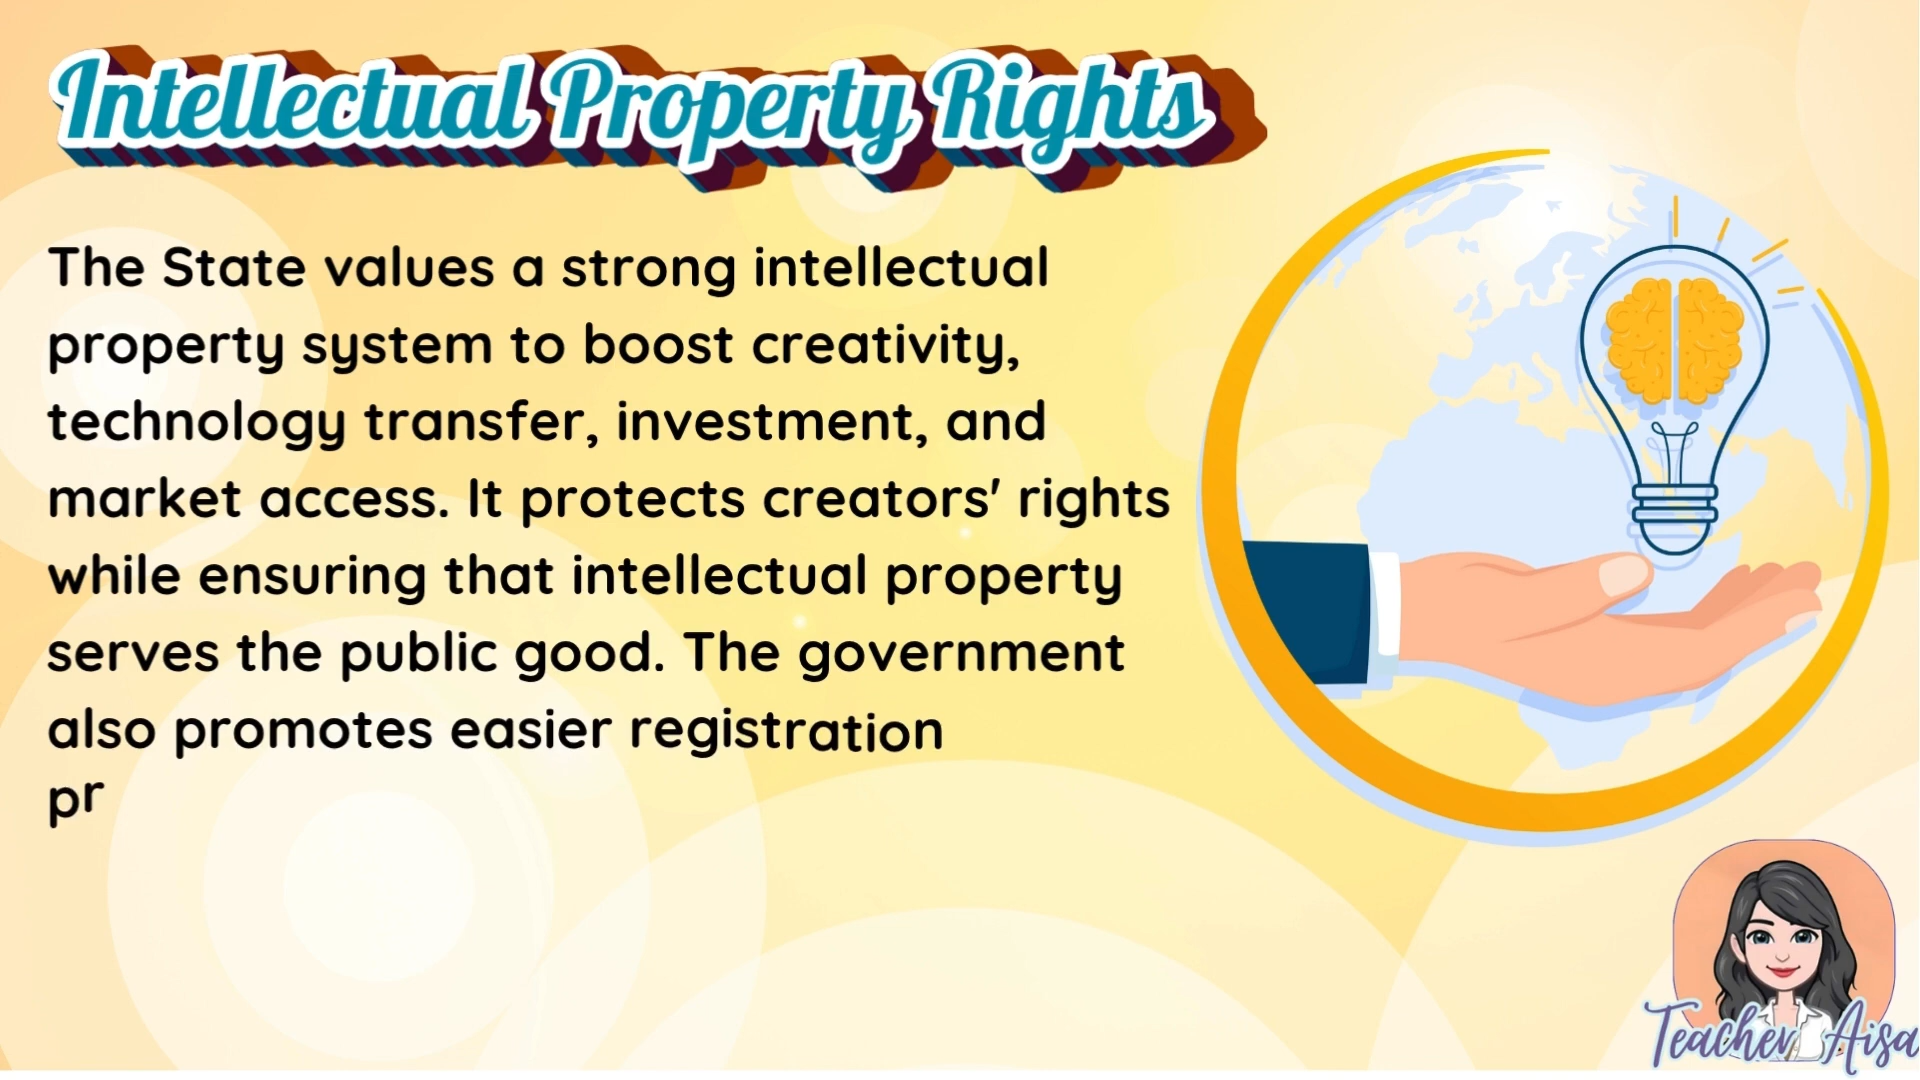 Intellectual Property Rights
The State values a strong intellectual
property system to boost creativity,
technology transfer, investment, and
market access. It protects creators' rights
while ensuring that intellectual property
serves the public good. The government
also promotes easier registration
pr
Teacher Aisa